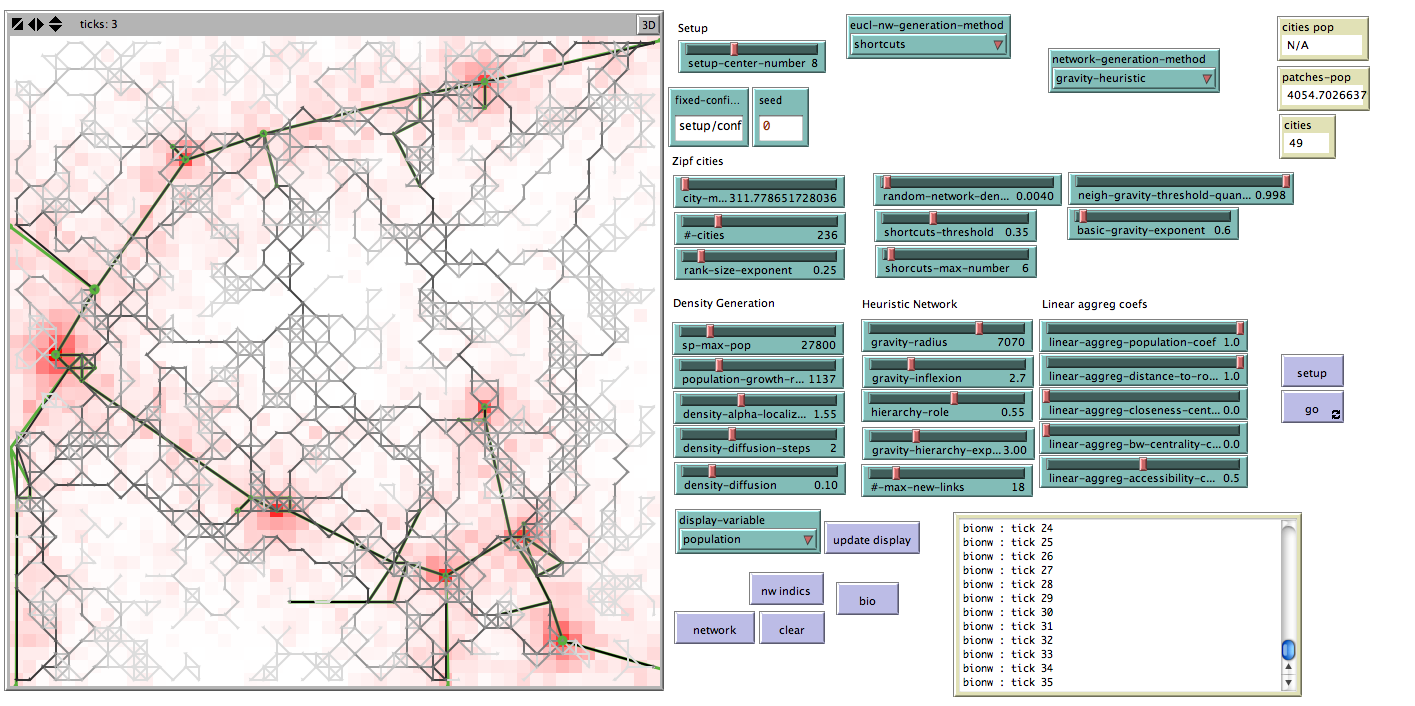 ticks: 3
3D
Setup
setup-center-number 8
eucl-nw-generation-method
shortcuts
network-generation-method
gravity-heuristic
cities pop
N/A
patches-pop
4054.7026637
cities
49
fixed-confi...
setup/conf
seed
0
Zipf cities
city-m... 311.778651728036
#-cities 236
rank-size-exponent 0.25
random-network-den... 0.0040
shortcuts-threshold 0.35
shorcuts-max-number 6
neigh-gravity-threshold-quan... 0.998
basic-gravity-exponent 0.6
Density Generation
sp-max-pop 27800
population-growth-r... 1137
density-alpha-localiz... 1.55
density-diffusion-steps 2
density-diffusion 0.10
Heuristic Network
gravity-radius 7070
gravity-inflexion 2.7
hierarchy-role 0.55
gravity-hierarchy-exp... 3.00
#-max-new-links 18
Linear aggreg coefs
linear-aggreg-population-coef 1.0
linear-aggreg-distance-to-ro... 1.0
linear-aggreg-closeness-cent... 0.0
linear-aggreg-bw-centrality-c... 0.0
linear-aggreg-accessibility-c... 0.5
setup
go
display-variable
population
update display
nw indics
bio
network
clear
bionw : tick 24
bionw : tick 25
bionw : tick 26
bionw : tick 27
bionw : tick 28
bionw : tick 29
bionw : tick 30
bionw : tick 31
bionw : tick 32
bionw : tick 33
bionw : tick 34
bionw : tick 35